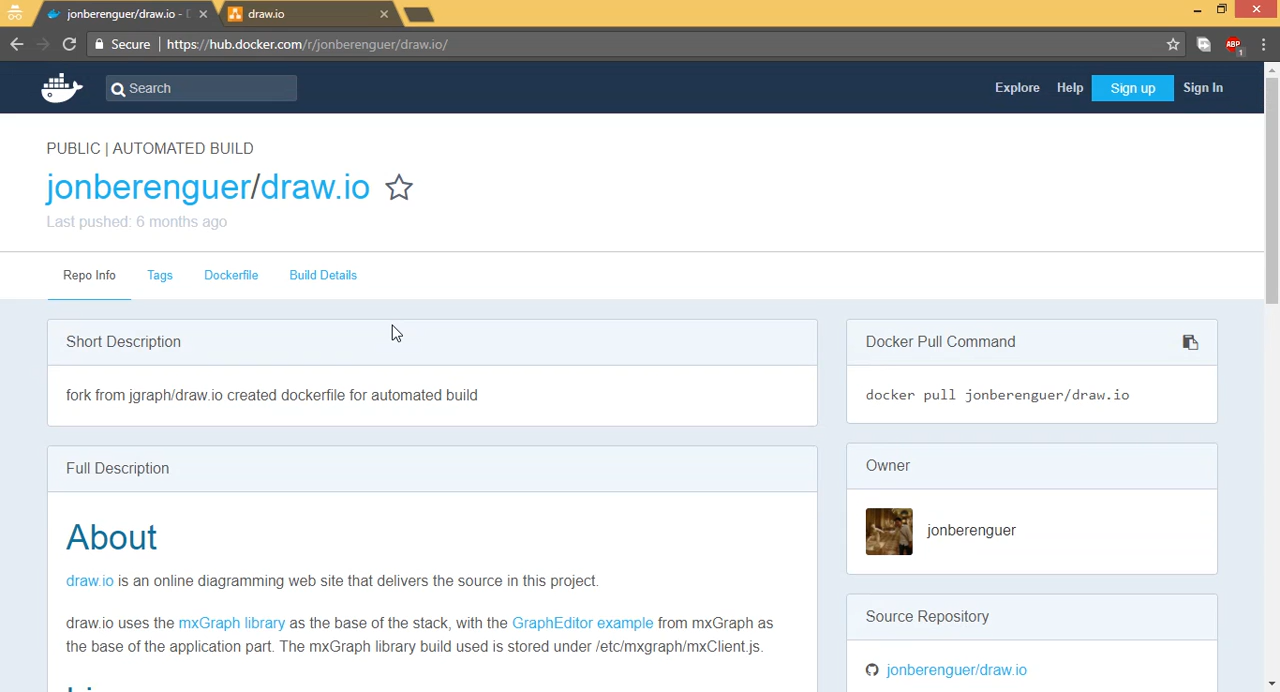 jonberenguer/draw.io - D
draw.io
Secure
https://hub.docker.com/r/jonberenguer/draw.io/
ABP
1
Search
Explore
Help
Sign up
Sign In
PUBLIC | AUTOMATED BUILD
jonberenguer/draw.io
Last pushed: 6 months ago
Repo Info
Tags
Dockerfile
Build Details
Short Description
fork from jgraph/draw.io created dockerfile for automated build
Full Description
About
draw.io is an online diagramming web site that delivers the source in this project.
draw.io uses the mxGraph library as the base of the stack, with the GraphEditor example from mxGraph as
the base of the application part. The mxGraph library build used is stored under /etc/mxgraph/mxClient.js.
Docker Pull Command
docker pull jonberenguer/draw.io
Owner
jonberenguer
Source Repository
jonberenguer/draw.io